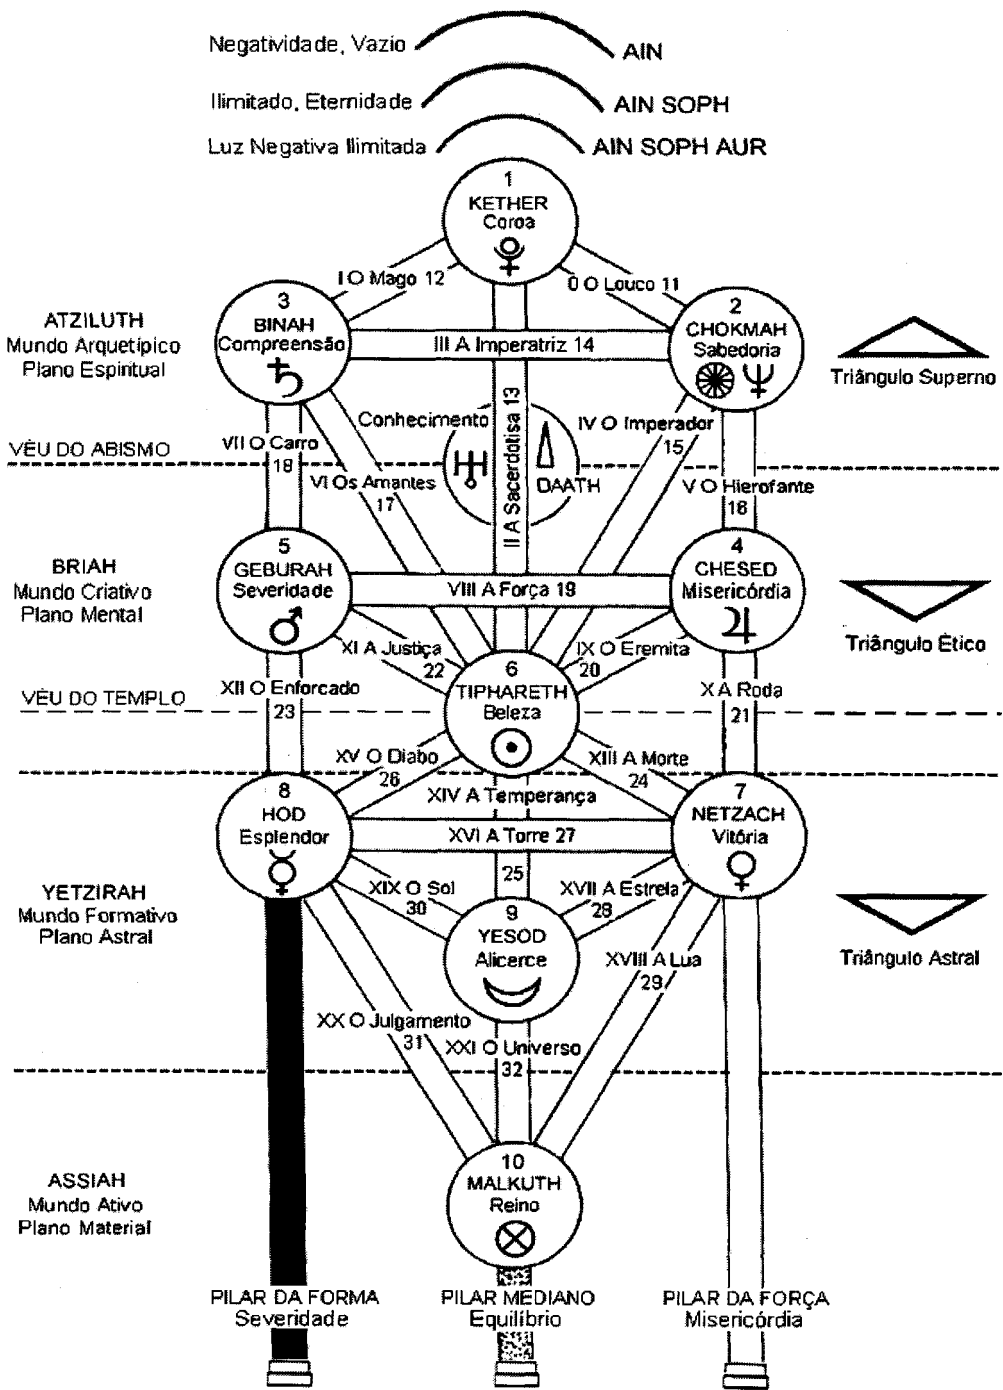 Negatividade, Vazio
AIN
Ilimitado, Eternidade
AIN SOPH
Luz Negativa Ilimitada
AIN SOPH AUR
1
KETHER
Coroa
I O Mago 12
0 O Louco 11
3
BINAH
Compreensão
2
CHOKMAH
Sabedoria
III A Imperatriz 14
ATZILUTH
Mundo Arquetípico
Plano Espiritual
Triângulo Superno
Conhecimento
II A Sacerdotisa 13
DAATH
IV O Imperador
15
VÉU DO ABISMO
VII O Carro
18
VI Os Amantes
17
V O Hierofante
16
5
GEBURAH
Severidade
4
CHESED
Misericórdia
VIII A Força 19
BRIAH
Mundo Criativo
Plano Mental
Triângulo Ético
XI A Justiça
22
IX O Eremita
20
6
TIPHARETH
Beleza
VÉU DO TEMPLO
XII O Enforcado
23
X A Roda
21
XV O Diabo
26
XIII A Morte
24
XIV A Temperança
25
8
HOD
Esplendor
7
NETZACH
Vitória
XVI A Torre 27
YETZIRAH
Mundo Formativo
Plano Astral
XIX O Sol
30
XVII A Estrela
28
9
YESOD
Alicerce
Triângulo Astral
XVIII A Lua
29
XX O Julgamento
31
XXI O Universo
32
10
MALKUTH
Reino
ASSIAH
Mundo Ativo
Plano Material
PILAR DA FORMA
Severidade
PILAR MEDIANO
Equilíbrio
PILAR DA FORÇA
Misericórdia